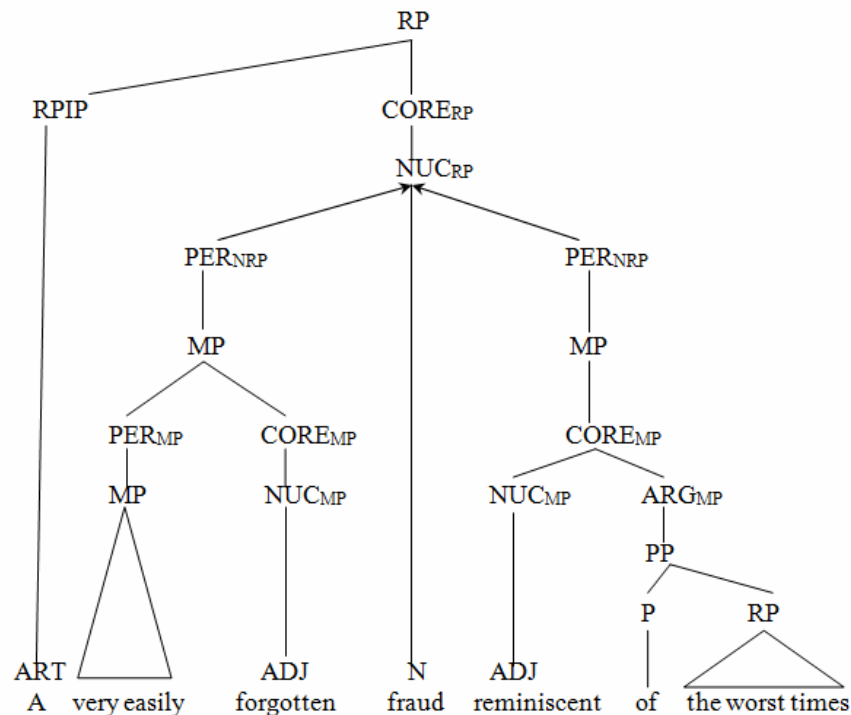 RP
RPIP CORERP
NUCRP
PERNRP PERNRP
MP MP
PERMP COREMP COREMP
MP NUCMP NUCMP ARGMP
PP
P RP
ART ADJ N ADJ
A very easily forgotten fraud reminiscent of the worst times